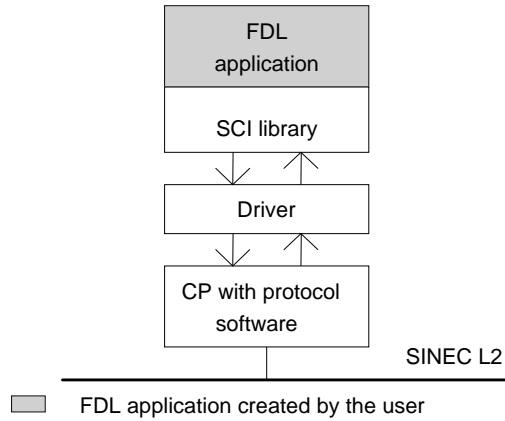 FDL
application
SCI library
Driver
CP with protocol
software
SINEC L2
FDL application created by the user